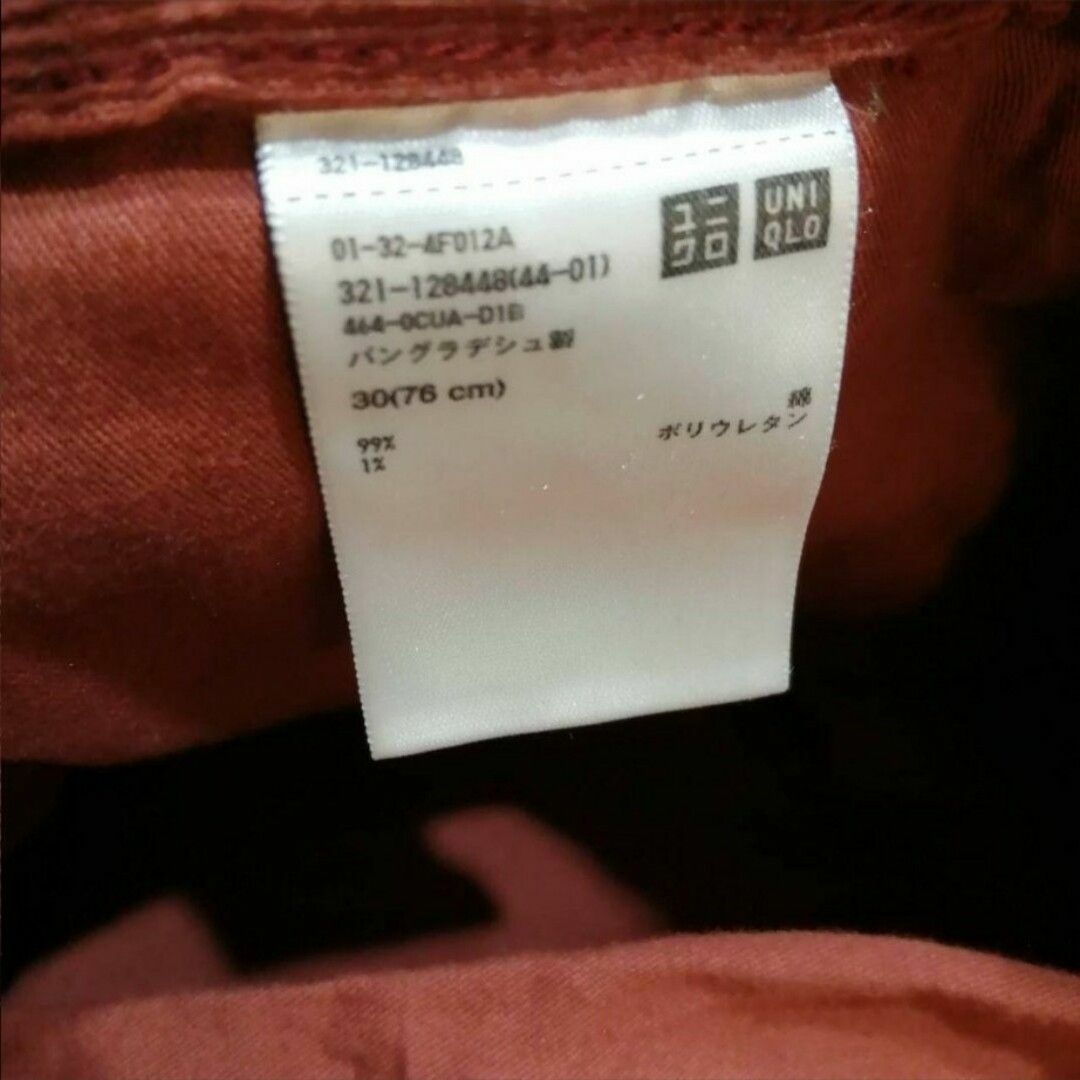 321-128448
ユニ
クロ
UNI
QLO
01-32-4F012A
321-128448(44-01)
464-0CUA-D1B
バングラデシュ製
30(76 cm)
99% 綿
1% ポリウレタン